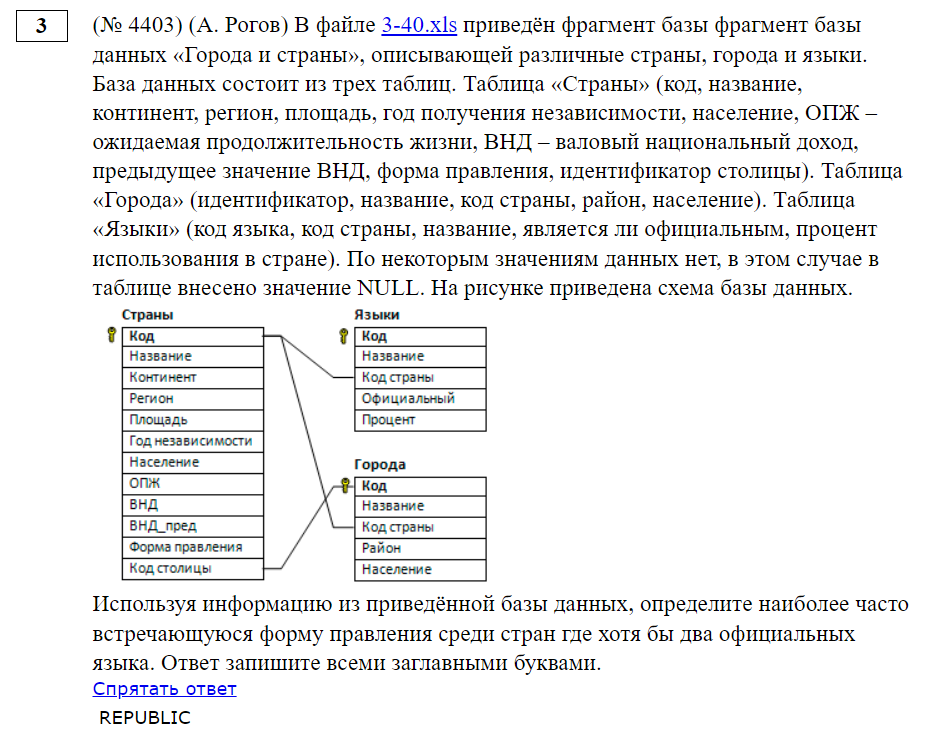 3
(№ 4403) (А. Рогов) В файле 3-40.xls приведён фрагмент базы фрагмент базы
данных «Города и страны», описывающей различные страны, города и языки.
База данных состоит из трех таблиц. Таблица «Страны» (код, название,
континент, регион, площадь, год получения независимости, население, ОПЖ –
ожидаемая продолжительность жизни, ВНД – валовый национальный доход,
предыдущее значение ВНД, форма правления, идентификатор столицы). Таблица
«Города» (идентификатор, название, код страны, район, население). Таблица
«Языки» (код языка, код страны, название, является ли официальным, процент
использования в стране). По некоторым значениям данных нет, в этом случае в
таблице внесено значение NULL. На рисунке приведена схема базы данных.
Страны
Код
Название
Континент
Регион
Площадь
Год независимости
Население
ОПЖ
ВНД
ВНД_пред
Форма правления
Код столицы
Языки
Код
Название
Код страны
Официальный
Процент
Города
Код
Название
Код страны
Район
Население
Используя информацию из приведённой базы данных, определите наиболее часто
встречающуюся форму правления среди стран где хотя бы два официальных
языка. Ответ запишите всеми заглавными буквами.
Спрятать ответ
REPUBLIC